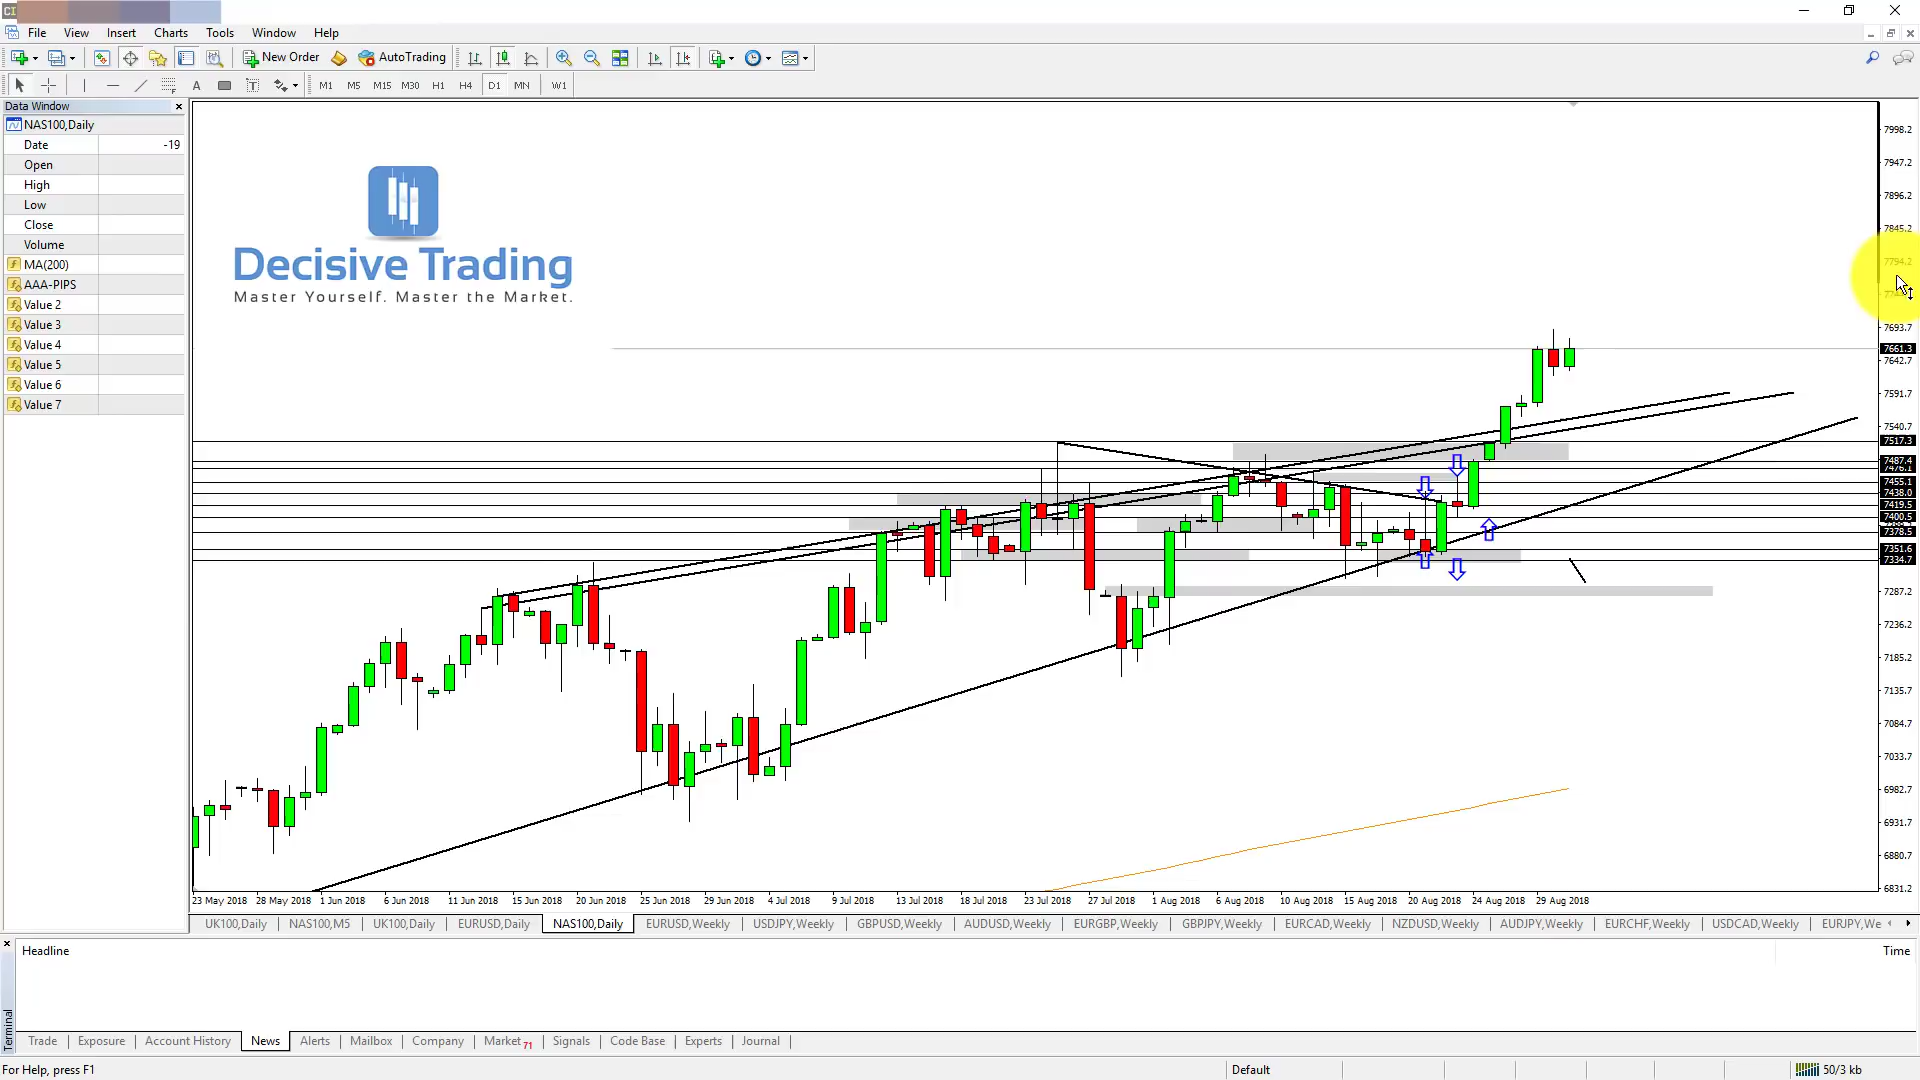 CI
File View Insert Charts Tools Window Help
New Order AutoTrading
A T M1 M5 M15 M30 H1 H4 D1 MN W1
Data Window
NAS100,Daily
Date -19
Open
High
Low
Close
Volume
MA(200)
AAA-PIPS
Value 2
Value 3
Value 4
Value 5
Value 6
Value 7
Decisive Trading
Master Yourself. Master the Market.
7998.2
7947.2
7896.2
7845.2
7794.2
7693.7
7661.3
7642.7
7591.7
7540.7
7517.3
7487.4
7476.1
7455.1
7438.0
7419.5
7400.5
7378.5
7351.6
7334.7
7287.2
7236.2
7185.2
7135.7
7084.7
7033.7
6982.7
6931.7
6880.7
6831.2
23 May 2018 28 May 2018 1 Jun 2018 6 Jun 2018 11 Jun 2018 15 Jun 2018 20 Jun 2018 25 Jun 2018 29 Jun 2018 4 Jul 2018 9 Jul 2018 13 Jul 2018 18 Jul 2018 23 Jul 2018 27 Jul 2018 1 Aug 2018 6 Aug 2018 10 Aug 2018 15 Aug 2018 20 Aug 2018 24 Aug 2018 29 Aug 2018
UK100,Daily NAS100,M5 UK100,Daily EURUSD,Daily NAS100,Daily EURUSD,Weekly USDJPY,Weekly GBPUSD,Weekly AUDUSD,Weekly EURGBP,Weekly GBPJPY,Weekly EURCAD,Weekly NZDUSD,Weekly AUDJPY,Weekly EURCHF,Weekly USDCAD,Weekly EURJPY,We
Headline Time
Terminal
Trade Exposure Account History News Alerts Mailbox Company Market 71 Signals Code Base Experts Journal
For Help, press F1 Default 50/3 kb